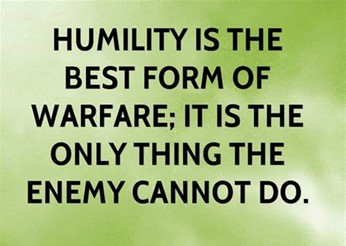 HUMILITY IS THE
BEST FORM OF
WARFARE; IT IS THE
ONLY THING THE
ENEMY CANNOT DO.